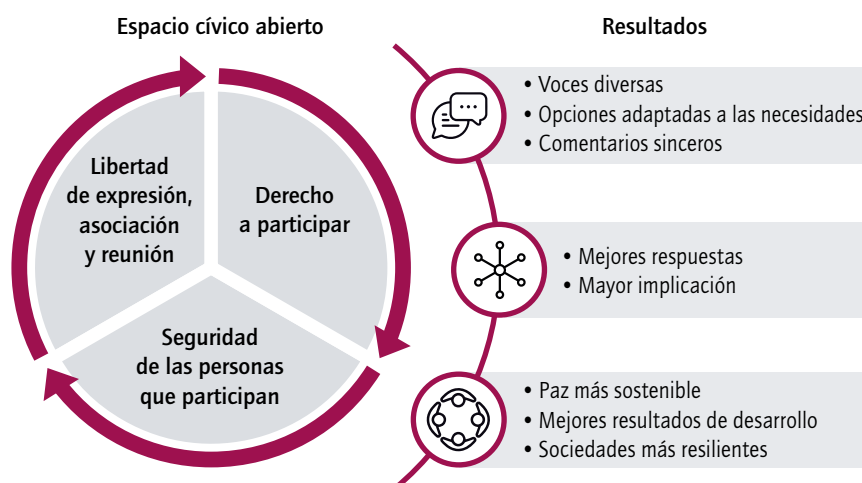 Espacio cívico abierto
Libertad
de expresión,
asociación
y reunión
Derecho
a participar
Seguridad
de las personas
que participan
Resultados
• Voces diversas
• Opciones adaptadas a las necesidades
• Comentarios sinceros
• Mejores respuestas
• Mayor implicación
• Paz más sostenible
• Mejores resultados de desarrollo
• Sociedades más resilientes